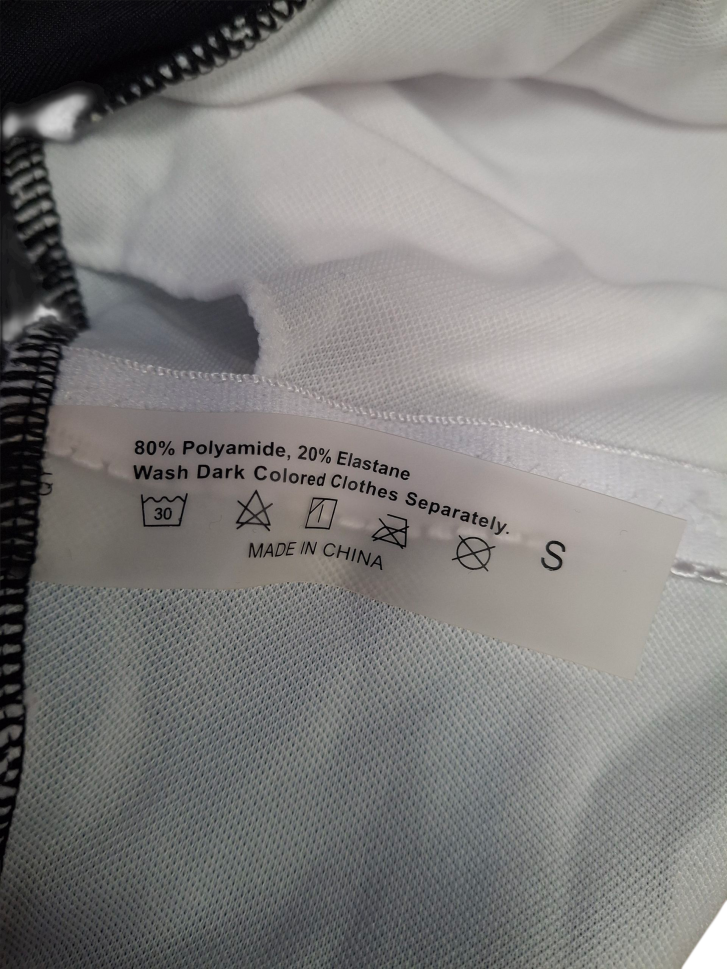 80% Polyamide, 20% Elastane
Wash Dark Colored Clothes Separately.
30
S
MADE IN CHINA